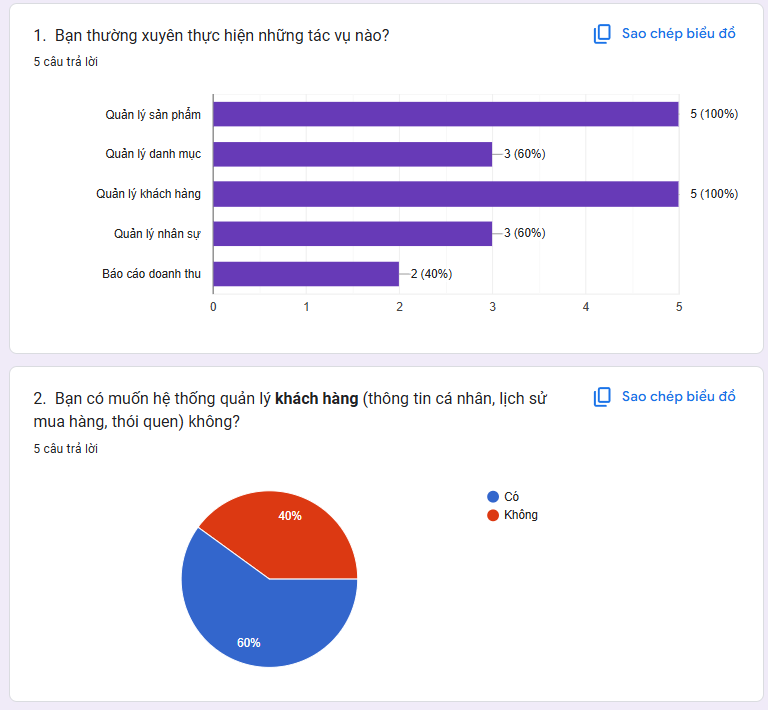 1. Bạn thường xuyên thực hiện những tác vụ nào?
Sao chép biểu đồ
5 câu trả lời
Quản lý sản phẩm
5 (100%)
Quản lý danh mục
3 (60%)
Quản lý khách hàng
5 (100%)
Quản lý nhân sự
3 (60%)
Báo cáo doanh thu
2 (40%)
0 1 2 3 4 5
2. Bạn có muốn hệ thống quản lý khách hàng (thông tin cá nhân, lịch sử
mua hàng, thói quen) không?
Sao chép biểu đồ
5 câu trả lời
Có
Không
40%
60%